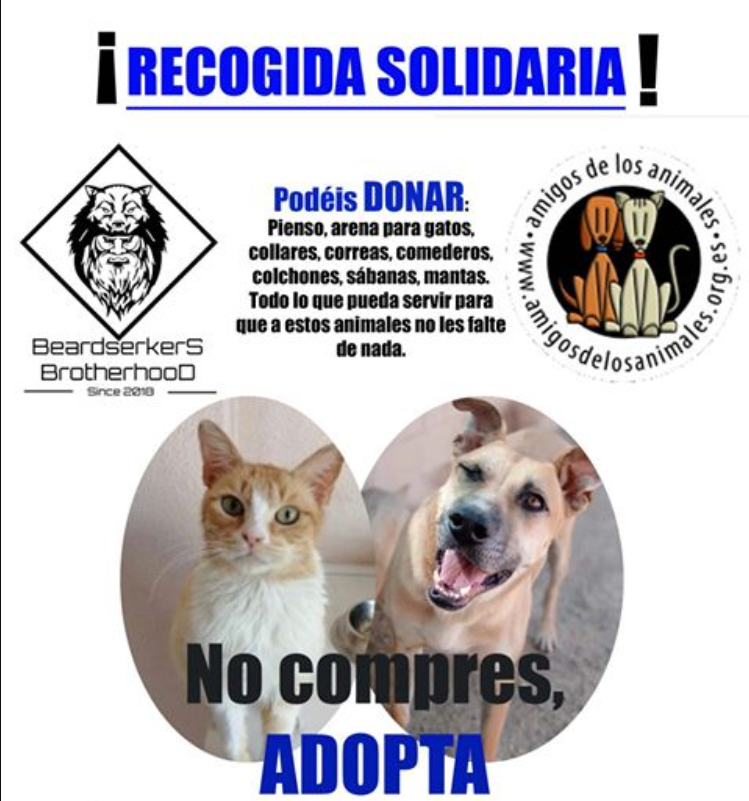 ¡RECOGIDA SOLIDARIA!
Podéis DONAR:
Pienso, arena para gatos,
collares, correas, comederos,
colchones, sábanas, mantas.
Todo lo que pueda servir para
que a estos animales no les falte
de nada.
BeardserkerS
BrotherhooD
Since 2018
amigos de los animales
www.amigosdelosanimales.org.es
No compres,
ADOPTA